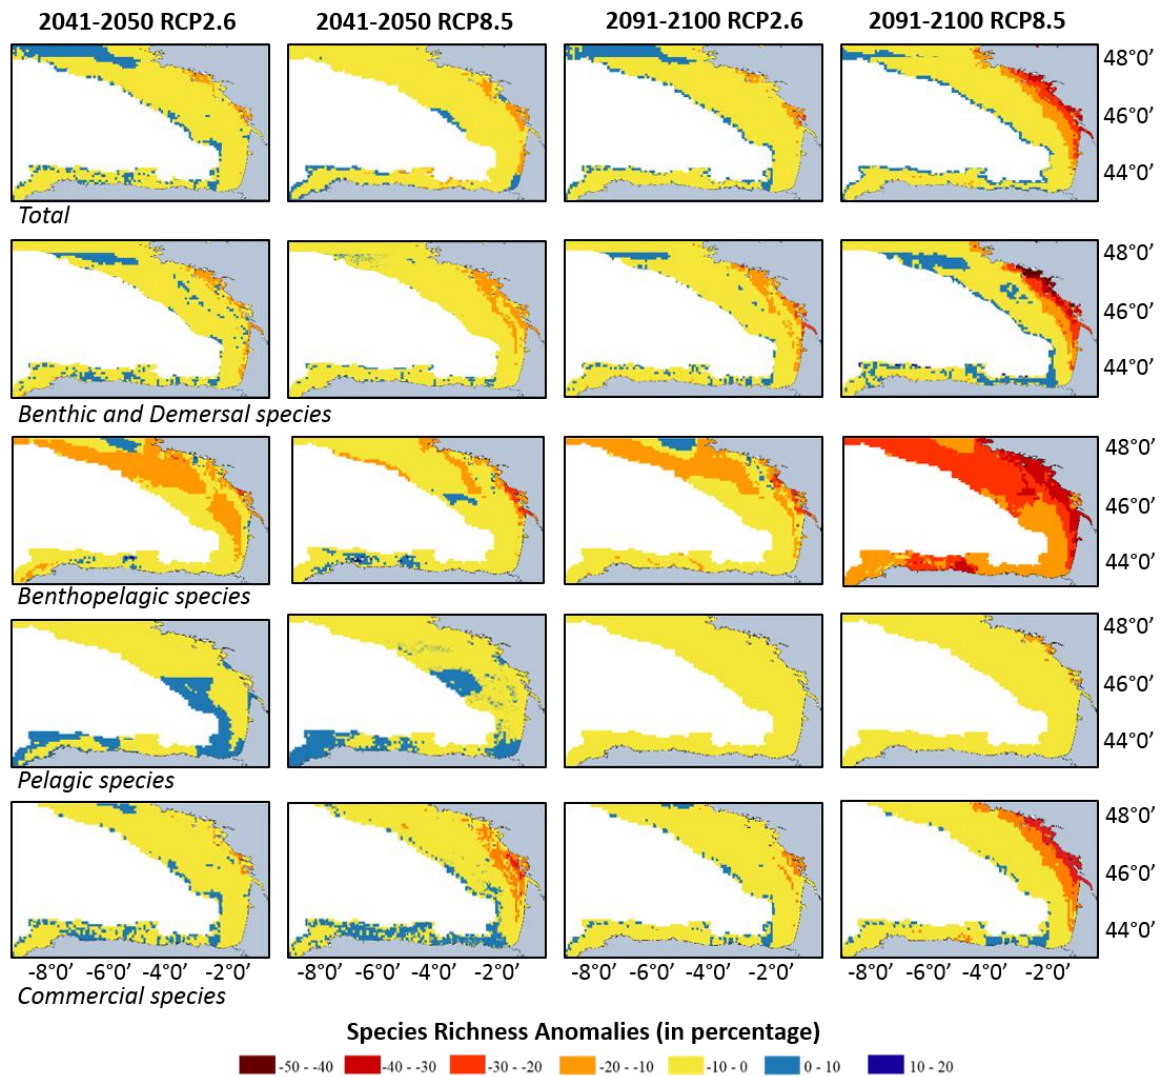 2041-2050 RCP2.6 2041-2050 RCP8.5 2091-2100 RCP2.6 2091-2100 RCP8.5
48°0’
46°0’
44°0’
Total
48°0’
46°0’
44°0’
Benthic and Demersal species
48°0’
46°0’
44°0’
Benthopelagic species
48°0’
46°0’
44°0’
Pelagic species
48°0’
46°0’
44°0’
-8°0’ -6°0’ -4°0’ -2°0’ -8°0’ -6°0’ -4°0’ -2°0’ -8°0’ -6°0’ -4°0’ -2°0’ -8°0’ -6°0’ -4°0’ -2°0’
Commercial species
Species Richness Anomalies (in percentage)
-50 - -40 -40 - -30 -30 - -20 -20 - -10 -10 - 0 0 - 10 10 - 20